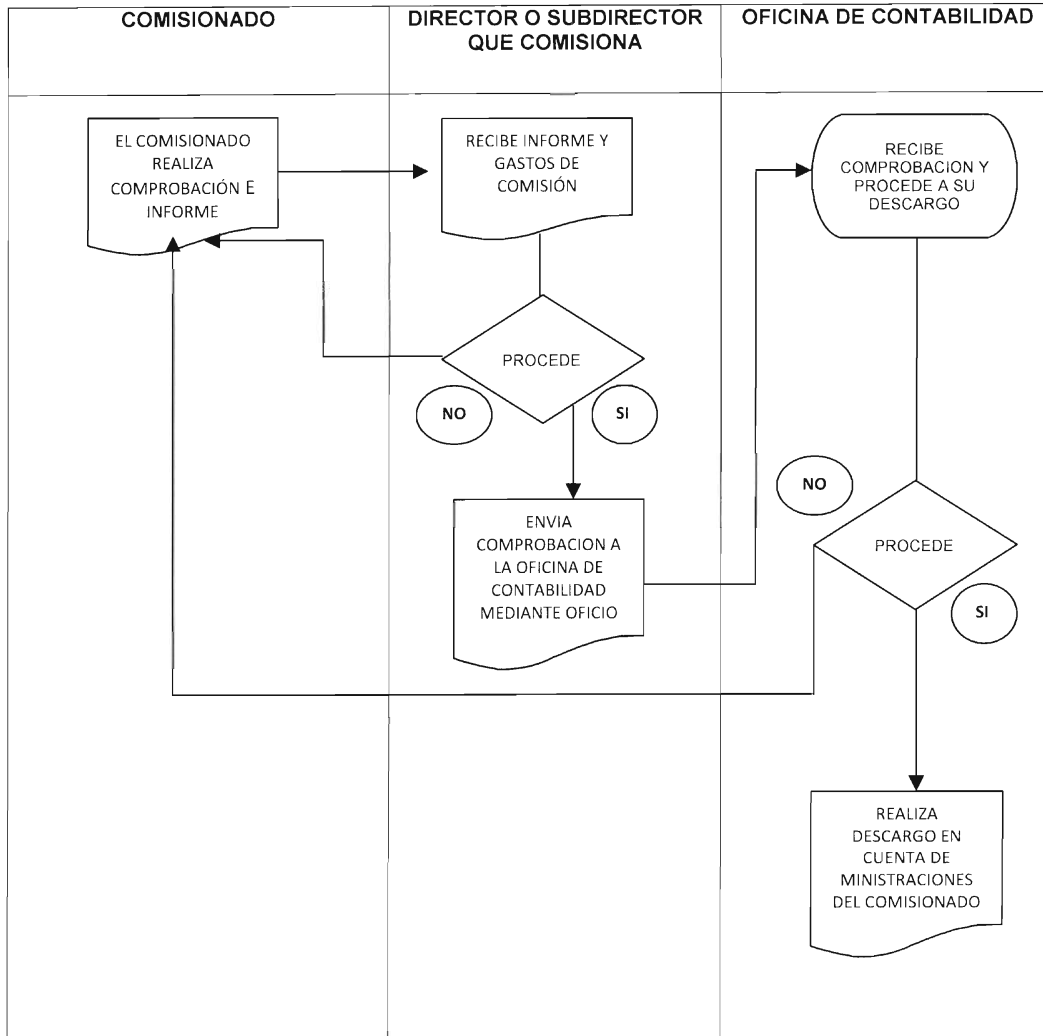 COMISIONADO
DIRECTOR O SUBDIRECTOR
QUE COMISIONA
OFICINA DE CONTABILIDAD
EL COMISIONADO
REALIZA
COMPROBACIÓN E
INFORME
RECIBE INFORME Y
GASTOS DE
COMISIÓN
RECIBE
COMPROBACION Y
PROCEDE A SU
DESCARGO
PROCEDE
NO
SI
ENVIA
COMPROBACION A
LA OFICINA DE
CONTABILIDAD
MEDIANTE OFICIO
NO
PROCEDE
SI
REALIZA
DESCARGO EN
CUENTA DE
MINISTRACIONES
DEL COMISIONADO